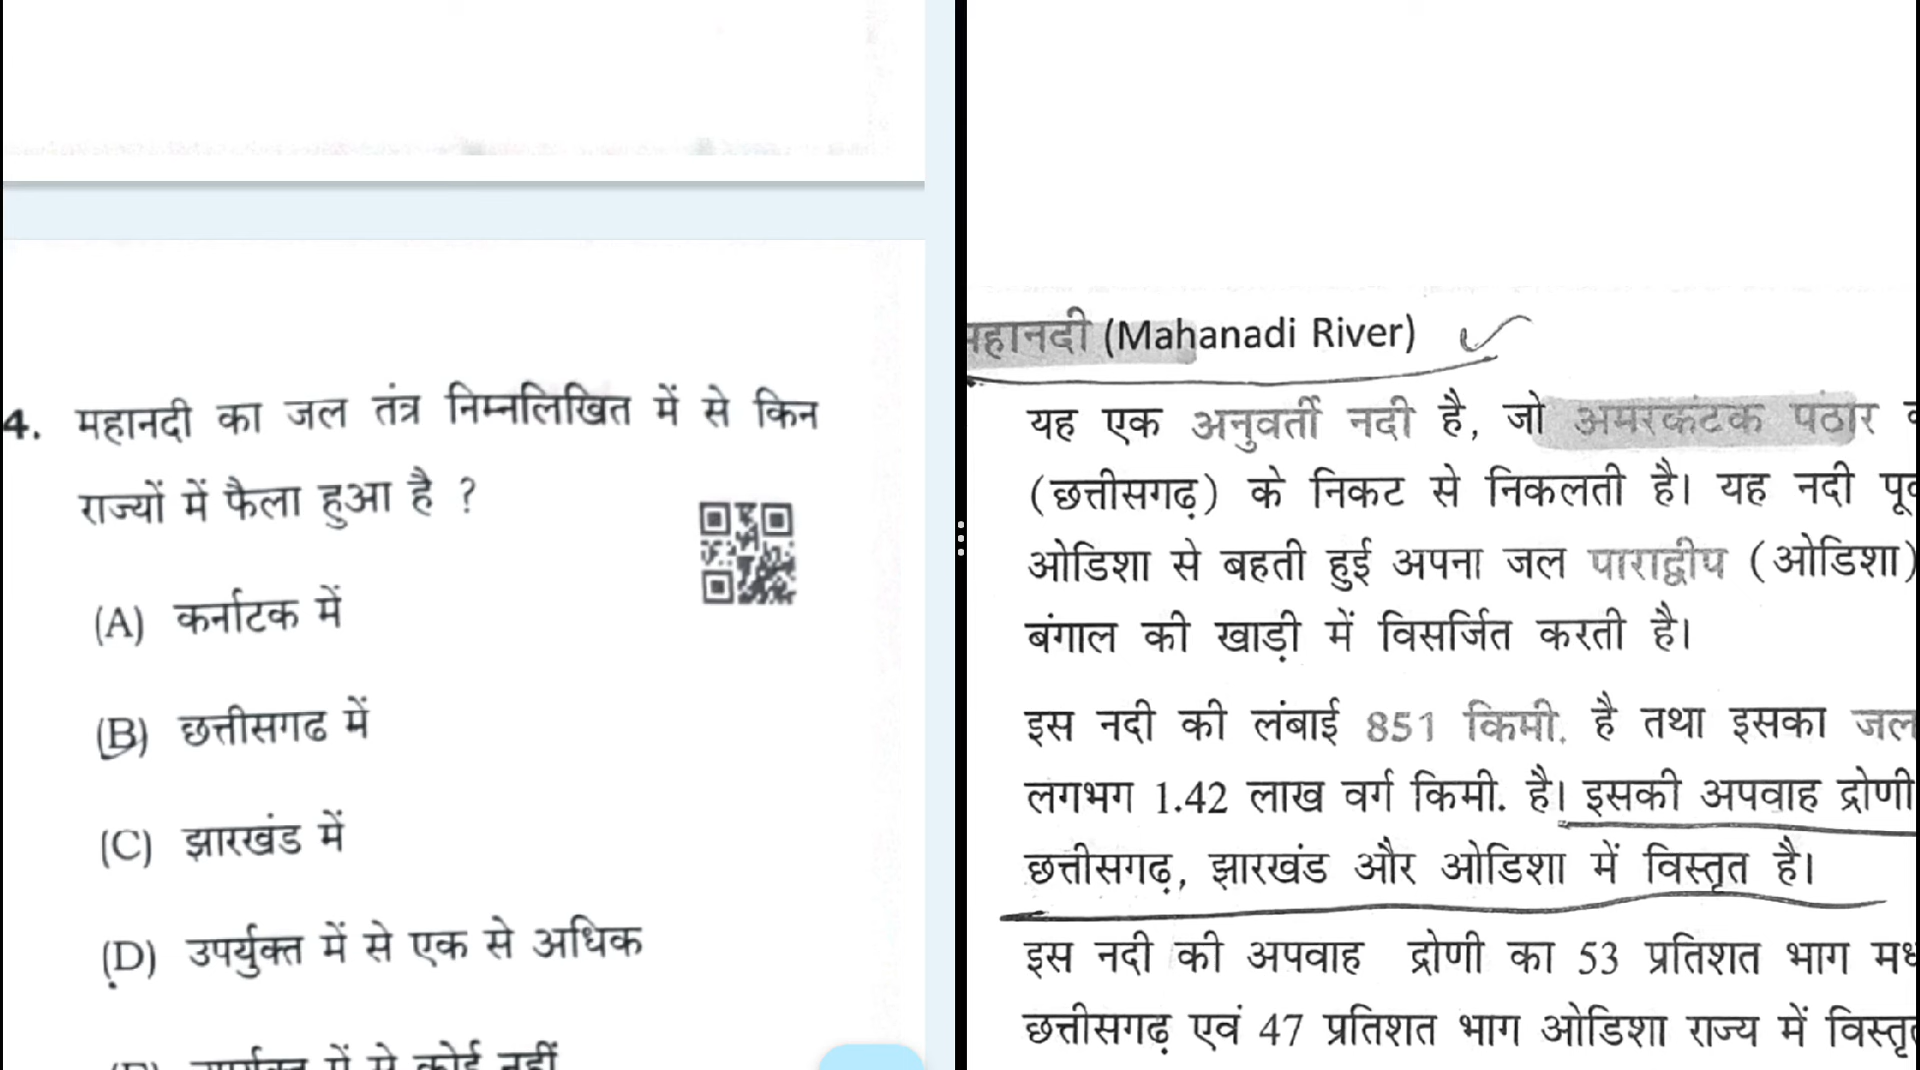 4. महानदी का जल तंत्र निम्नलिखित में से किन
राज्यों में फैला हुआ है ?
(A) कर्नाटक में
(B) छत्तीसगढ में
(C) झारखंड में
(D) उपर्युक्त में से एक से अधिक
में से कोई नहीं
महानदी (Mahanadi River)
यह एक अनुवर्ती नदी है, जो अमरकंटक पठार
(छत्तीसगढ़) के निकट से निकलती है। यह नदी
ओडिशा से बहती हुई अपना जल पाराद्वीप (ओडिशा)
बंगाल की खाड़ी में विसर्जित करती है।
इस नदी की लंबाई 851 किमी. है तथा इसका जल
लगभग 1.42 लाख वर्ग किमी. है। इसकी अपवाह द्रोणी
छत्तीसगढ़, झारखंड और ओडिशा में विस्तृत है।
इस नदी की अपवाह द्रोणी का 53 प्रतिशत भाग
छत्तीसगढ़ एवं 47 प्रतिशत भाग ओडिशा राज्य में